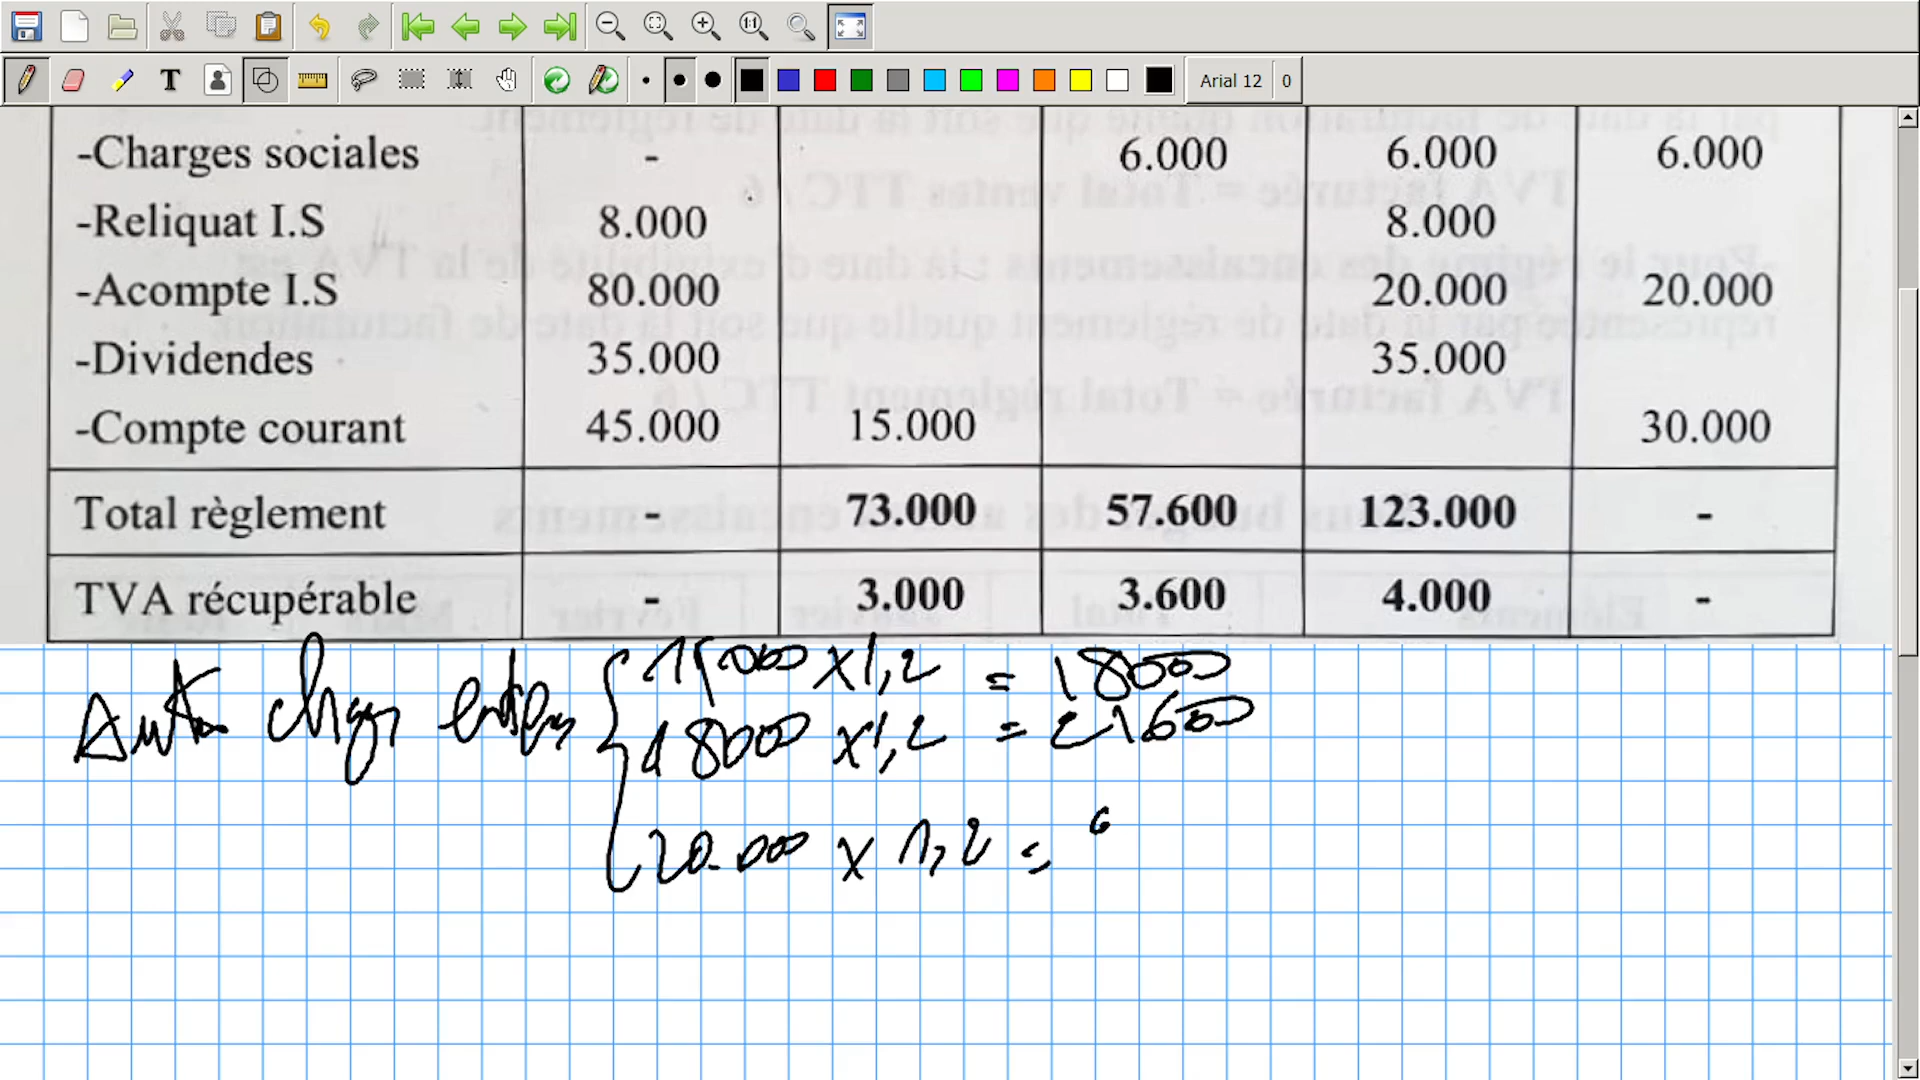 Arial 12 0
-Charges sociales - 6.000 6.000 6.000
-Reliquat I.S 8.000 8.000
-Acompte I.S 80.000 20.000 20.000
-Dividendes 35.000 35.000
-Compte courant 45.000 15.000 30.000
Total règlement - 73.000 57.600 123.000 -
TVA récupérable - 3.000 3.600 4.000 -
15000 x1,2 = 18000
18000 x1,2 = 21600
20.000 x 1,2 =